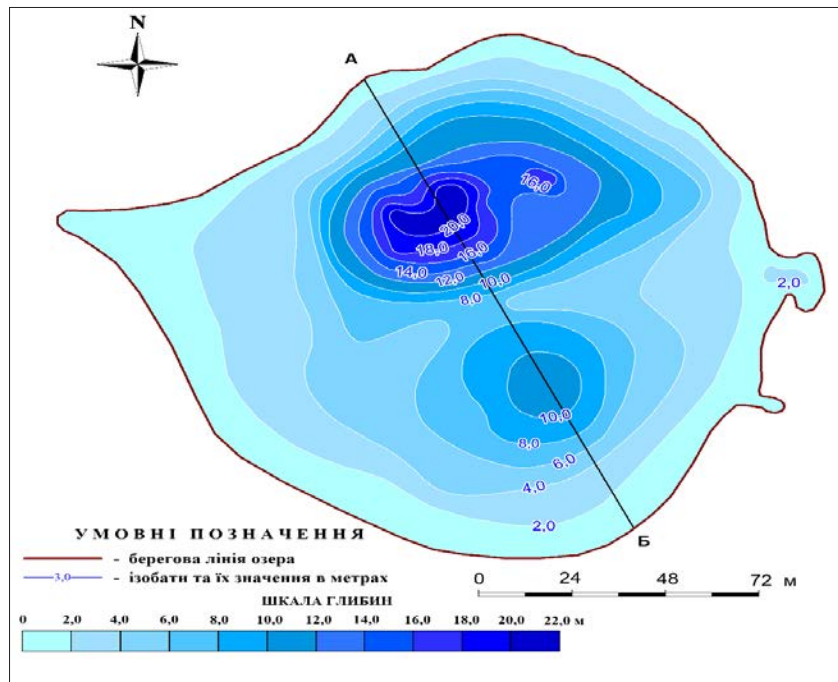 N
А
16,0
20,0
18,0
16,0
14,0
12,0
10,0
8,0
2,0
10,0
8,0
6,0
4,0
2,0
Б
УМОВНІ ПОЗНАЧЕННЯ
- берегова лінія озера
3,0 - ізобати та їх значення в метрах
0 24 48 72 м
ШКАЛА ГЛИБИН
0 2,0 4,0 6,0 8,0 10,0 12,0 14,0 16,0 18,0 20,0 22,0 м